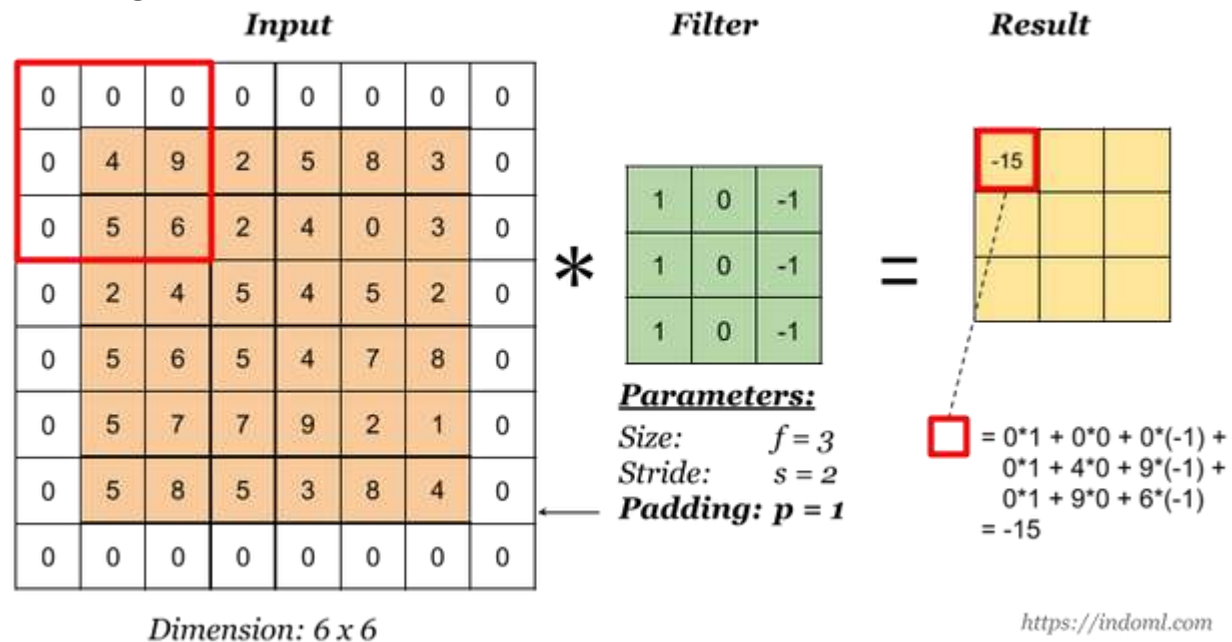 Input Filter Result
0 0 0 0 0 0 0 0
0 4 9 2 5 8 3 0
0 5 6 2 4 0 3 0
0 2 4 5 4 5 2 0
0 5 6 5 4 7 8 0
0 5 7 7 9 2 1 0
0 5 8 5 3 8 4 0
0 0 0 0 0 0 0 0
Dimension: 6 x 6
*
1 0 -1
1 0 -1
1 0 -1
Parameters:
Size: f = 3
Stride: s = 2
Padding: p = 1
=
-15
= 0*1 + 0*0 + 0*(-1) +
0*1 + 4*0 + 9*(-1) +
0*1 + 9*0 + 6*(-1)
= -15
https://indoml.com